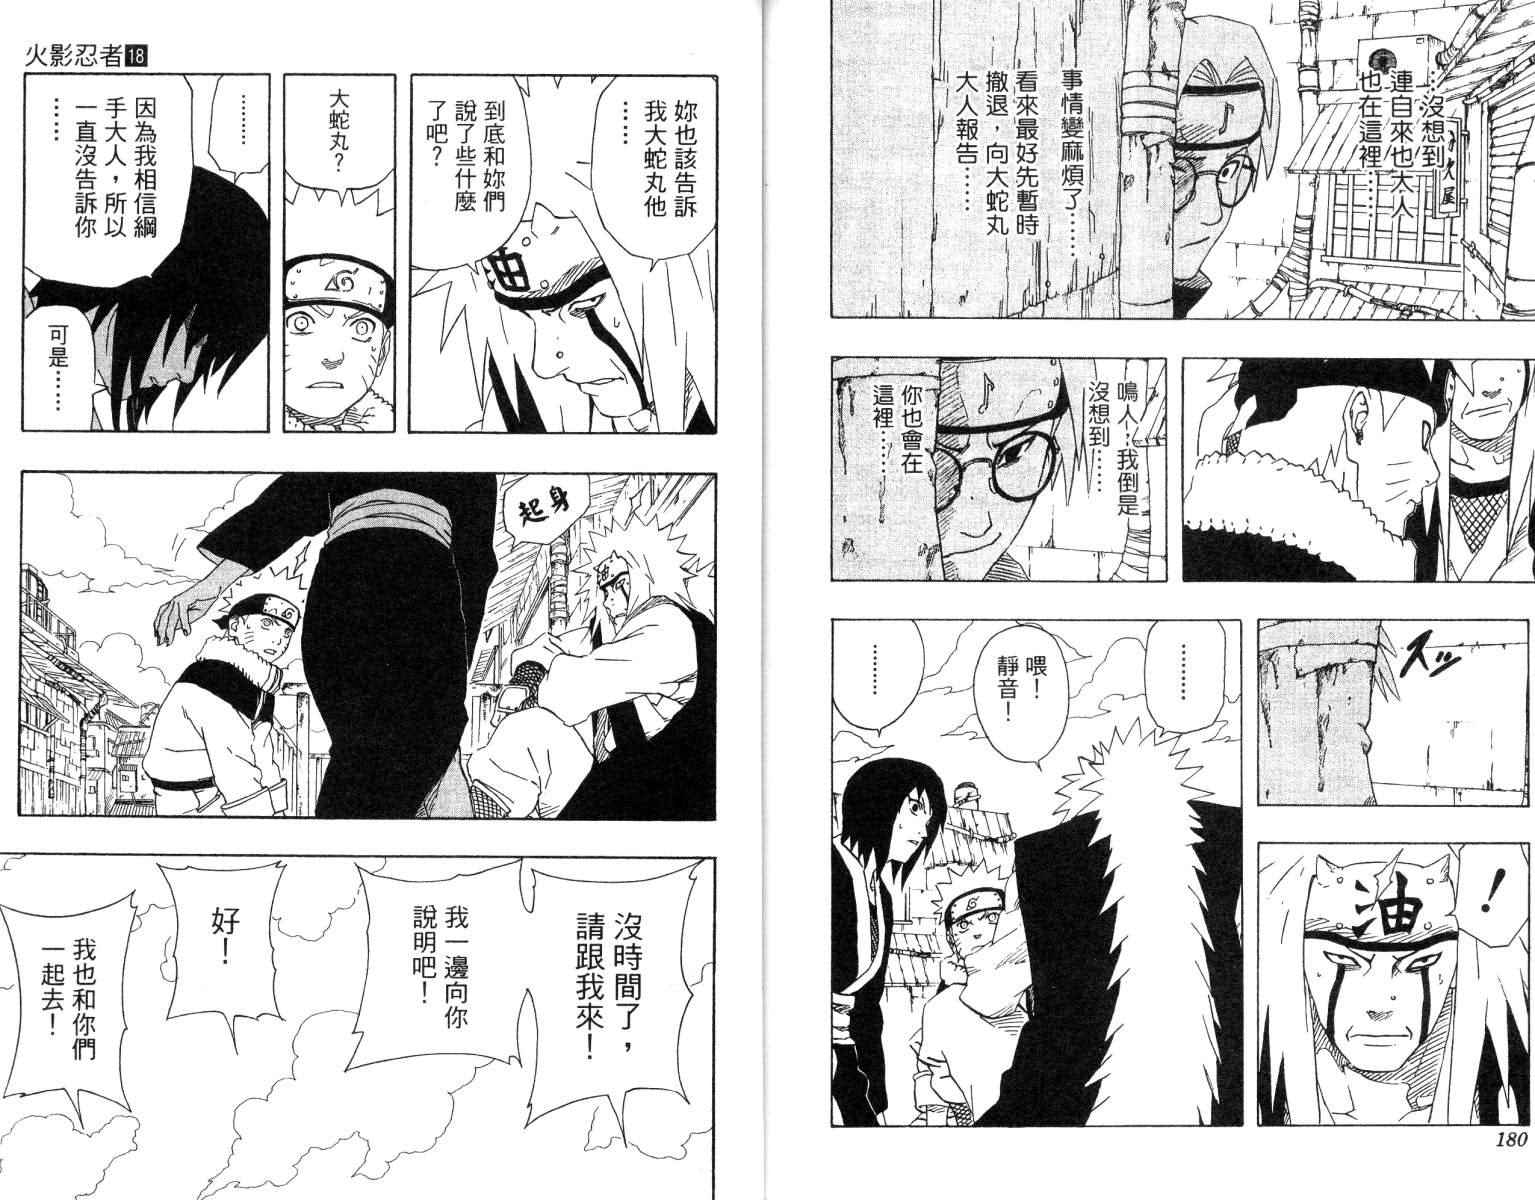 ……沒想到
連自來也大人
也在這裡……
事情變麻煩了……
看來最好先暫時
撤退，向大蛇丸
大人報告……
鳴人？我倒是
沒想到……
你也會在
這裡……
スッ
！
油
………
喂！
靜音！
………
180
火影忍者18
妳也該告訴
我大蛇丸他
……
到底和妳們
說了些什麼
了吧？
油
大蛇丸？
………
因為我相信綱
手大人，所以
一直沒告訴你
……
可是……
起身
油
沒時間了，
請跟我來！
我一邊向你
說明吧！
好！
我也和你們
一起去！